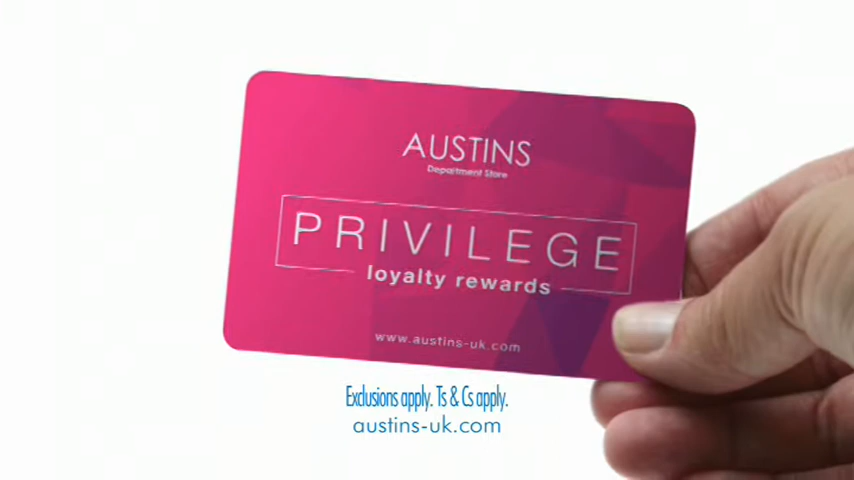 AUSTINS
Department Store
PRIVILEGE
loyalty rewards
www.austins-uk.com
Exclusions apply. Ts & Cs apply.
austins-uk.com